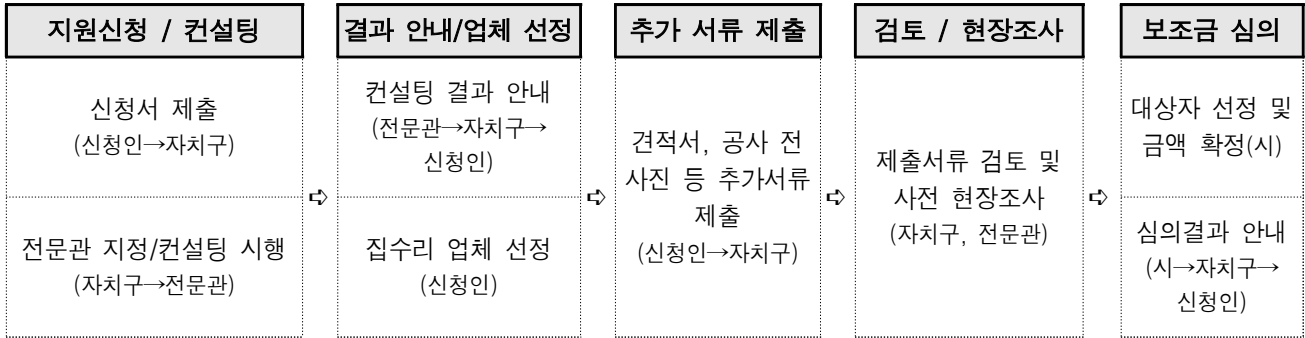 지원신청 / 컨설팅
신청서 제출
(신청인→자치구)
전문관 지정/컨설팅 시행
(자치구→전문관)
⇨
결과 안내/업체 선정
컨설팅 결과 안내
(전문관→자치구→
신청인)
집수리 업체 선정
(신청인)
⇨
추가 서류 제출
견적서, 공사 전
사진 등 추가서류
제출
(신청인→자치구)
⇨
검토 / 현장조사
제출서류 검토 및
사전 현장조사
(자치구, 전문관)
⇨
보조금 심의
대상자 선정 및
금액 확정(시)
심의결과 안내
(시→자치구→
신청인)